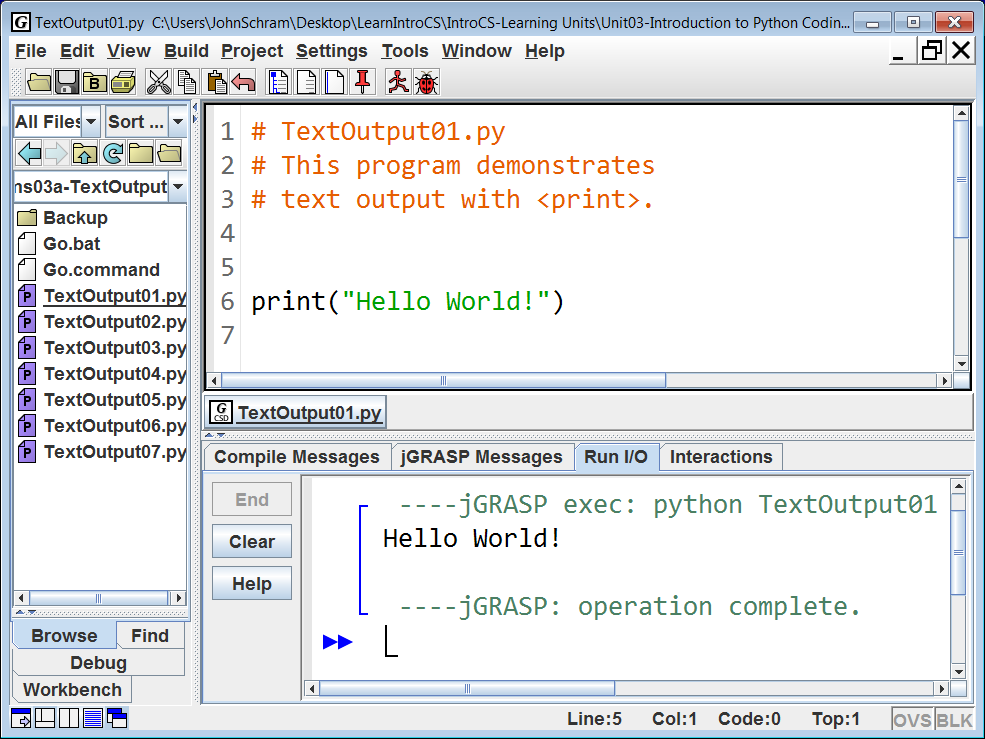 G TextOutput01.py C:\Users\JohnSchram\Desktop\LearnIntroCS\IntroCS-Learning Units\Unit03-Introduction to Python Codin...
File Edit View Build Project Settings Tools Window Help
B
All Files Sort ...
ns03a-TextOutput
Backup
Go.bat
Go.command
P TextOutput01.py
P TextOutput02.py
P TextOutput03.py
P TextOutput04.py
P TextOutput05.py
P TextOutput06.py
P TextOutput07.py
Browse Find
Debug
Workbench
1 # TextOutput01.py
2 # This program demonstrates
3 # text output with <print>.
4
5
6 print("Hello World!")
7
G CSD TextOutput01.py
Compile Messages jGRASP Messages Run I/O Interactions
End
Clear
Help
----jGRASP exec: python TextOutput01
Hello World!
----jGRASP: operation complete.
Line:5 Col:1 Code:0 Top:1 OVS BLK